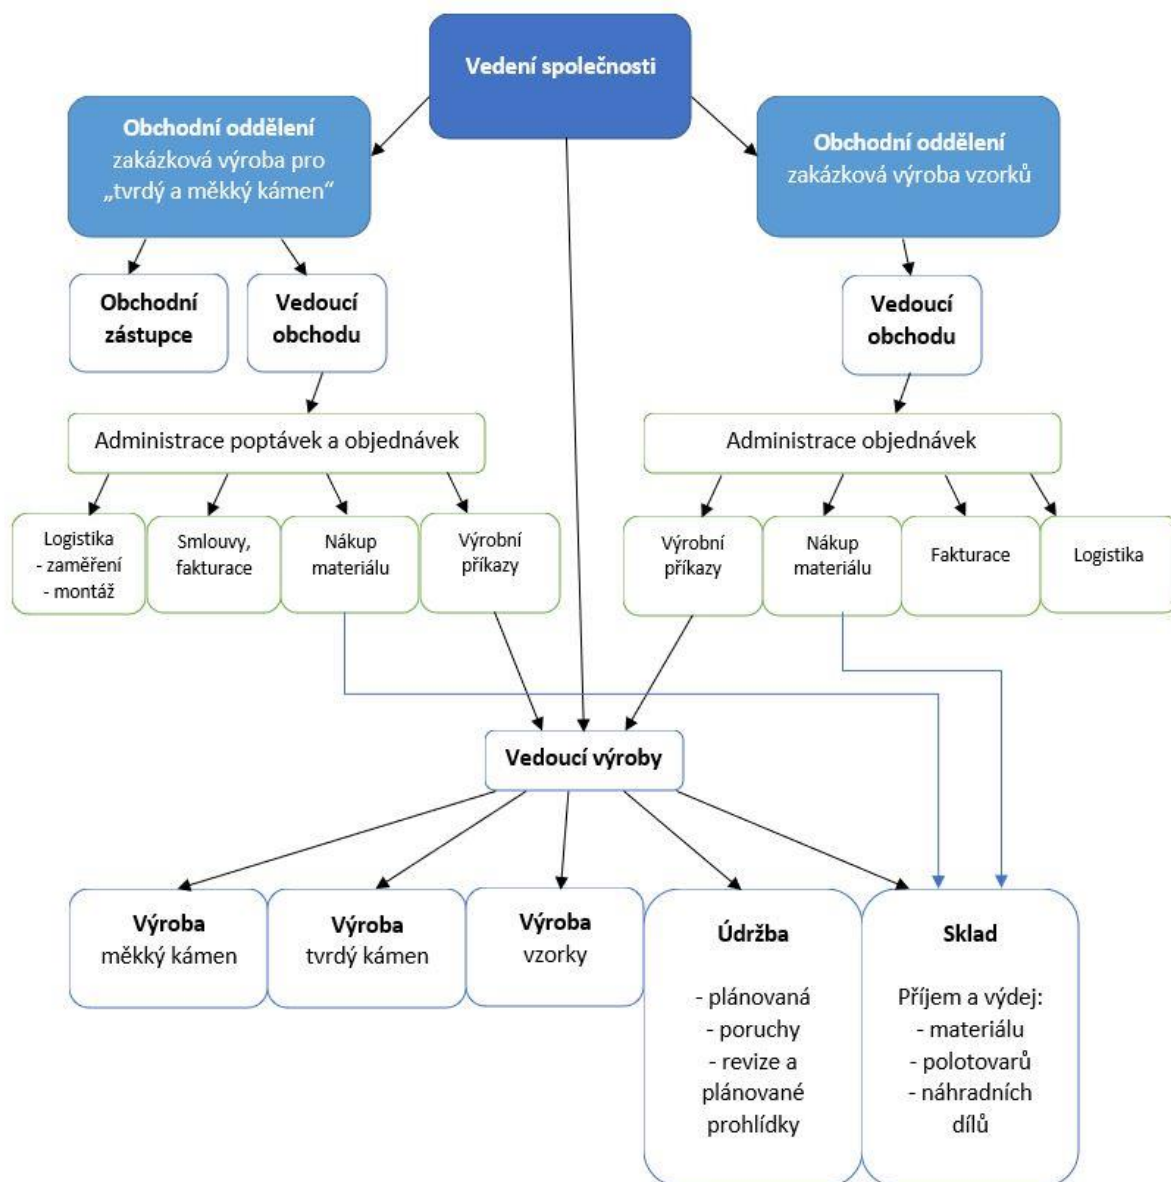 Vedení společnosti
Obchodní oddělení
zakázková výroba pro
„tvrdý a měkký kámen“
Obchodní oddělení
zakázková výroba vzorků
Obchodní
zástupce
Vedoucí
obchodu
Vedoucí
obchodu
Administrace poptávek a objednávek
Administrace objednávek
Logistika
- zaměření
- montáž
Smlouvy,
fakturace
Nákup
materiálu
Výrobní
příkazy
Výrobní
příkazy
Nákup
materiálu
Fakturace
Logistika
Vedoucí výroby
Výroba
měkký kámen
Výroba
tvrdý kámen
Výroba
vzorky
Údržba
- plánovaná
- poruchy
- revize a
plánované
prohlídky
Sklad
Příjem a výdej:
- materiálu
- polotovarů
- náhradních
dílů